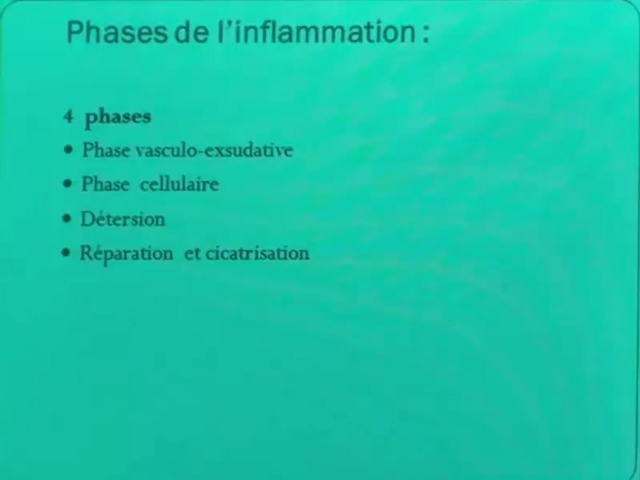 Phases de l'inflammation :
4 phases
• Phase vasculo-exsudative
• Phase cellulaire
• Détersion
• Réparation et cicatrisation